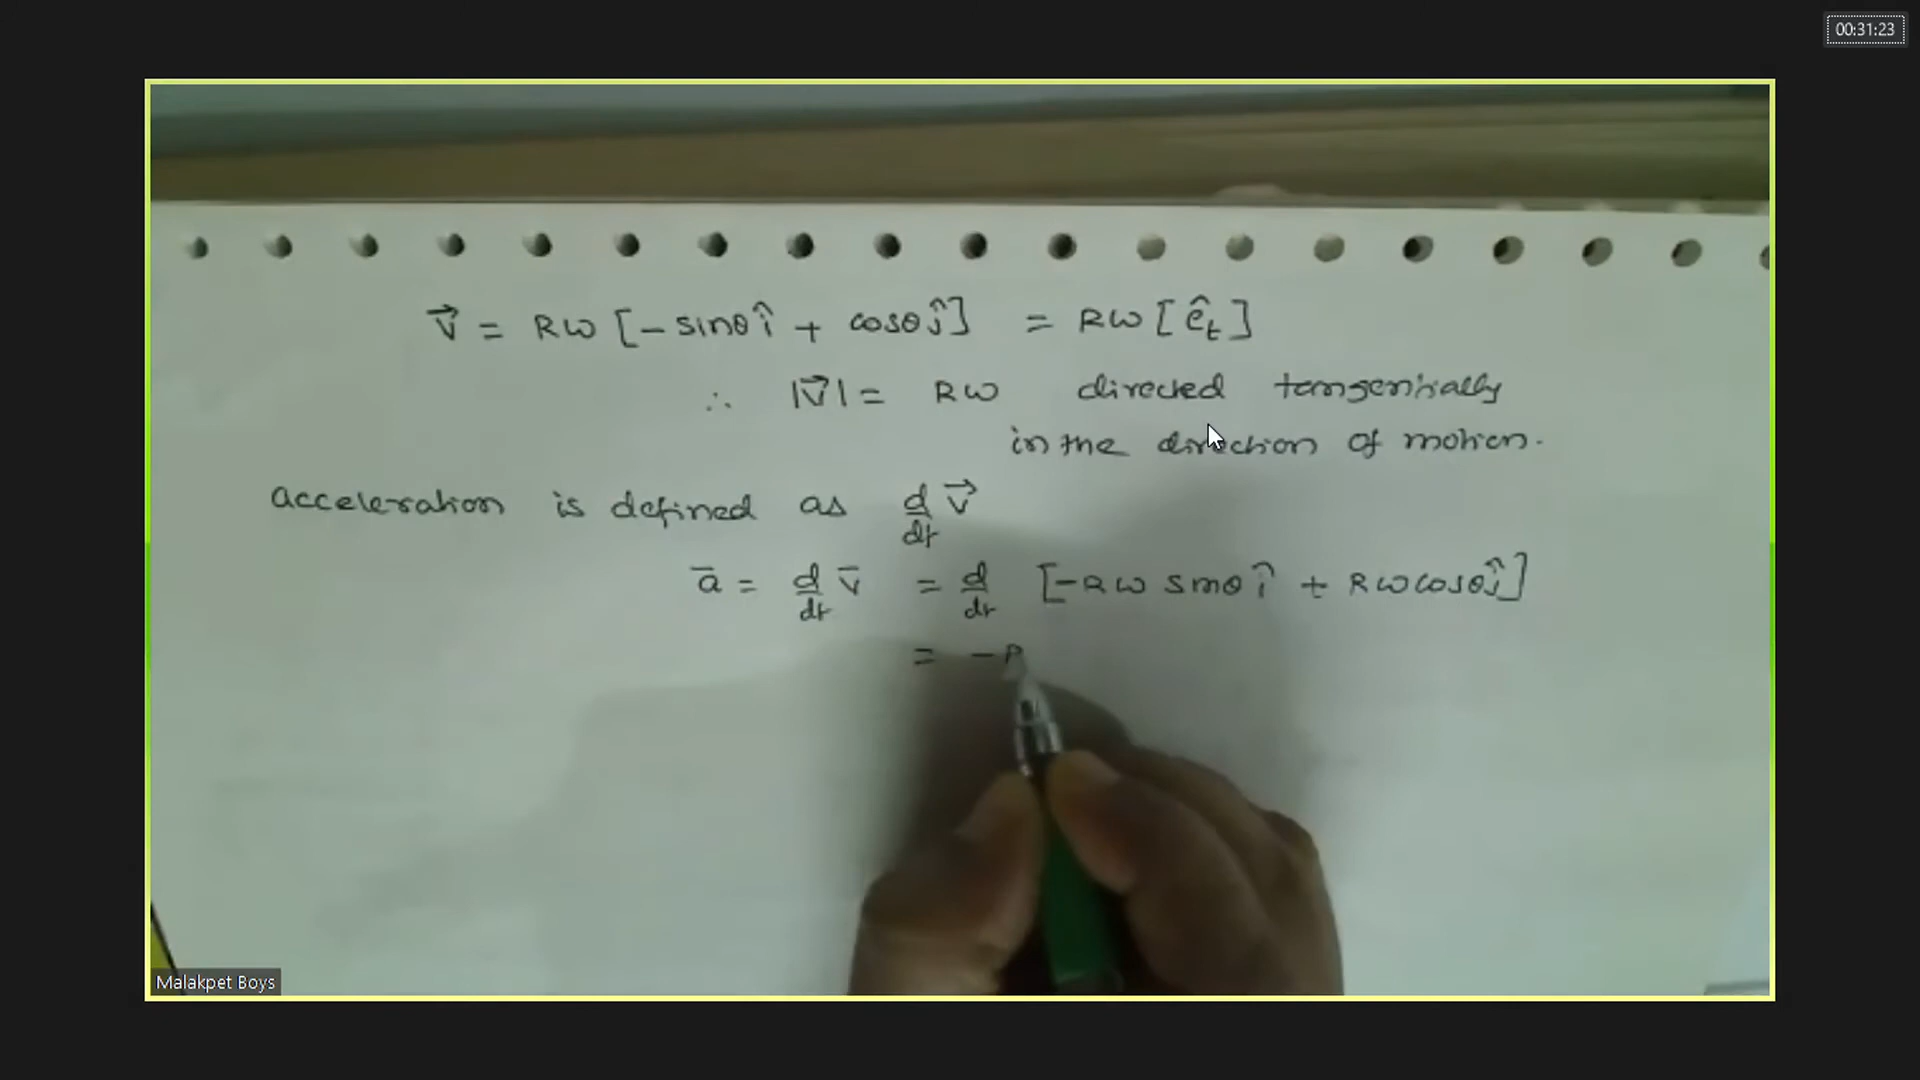 00:31:23
v⃗ = Rω [-sinθ î + cosθ ĵ] = Rω [ê_t]
∴ |v⃗| = Rω directed tangentially
in the direction of motion.
acceleration is defined as d/dt v⃗
a̅ = d/dt v̅ = d/dt [-Rω sinθ î + Rω cosθ ĵ]
= -R
Malakpet Boys